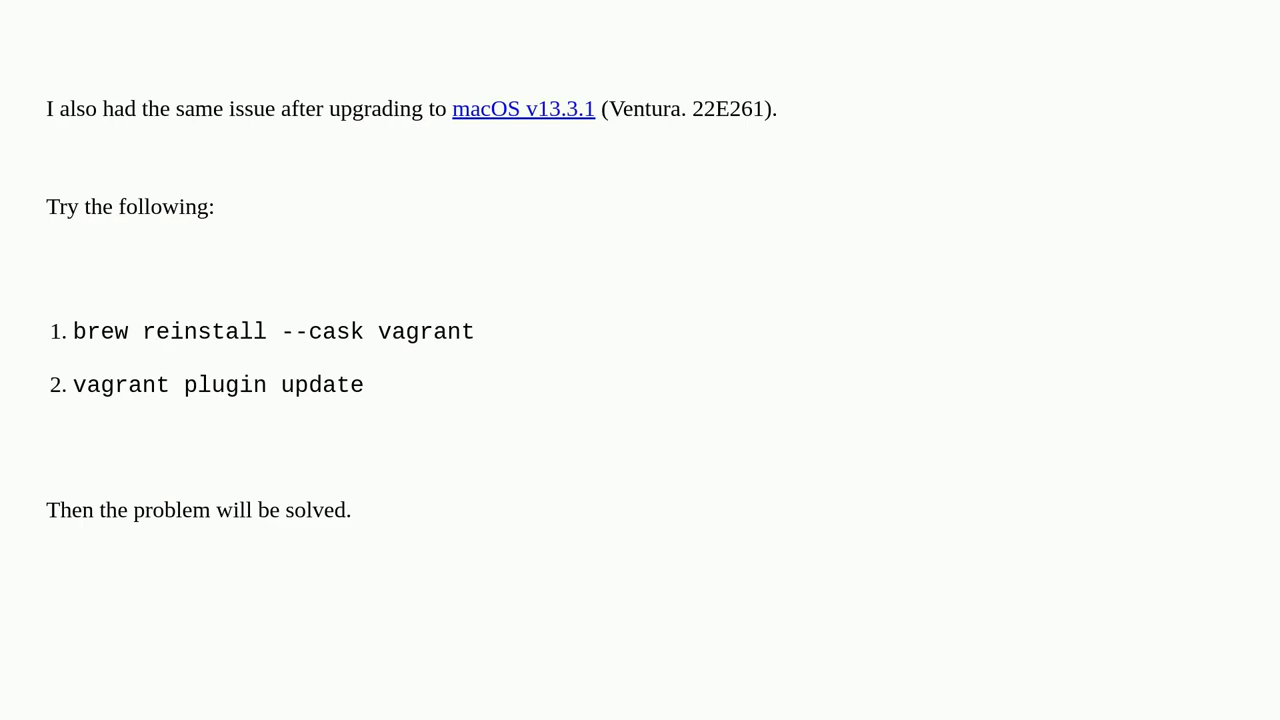 I also had the same issue after upgrading to macOS v13.3.1 (Ventura. 22E261).
Try the following:
1. brew reinstall --cask vagrant
2. vagrant plugin update
Then the problem will be solved.